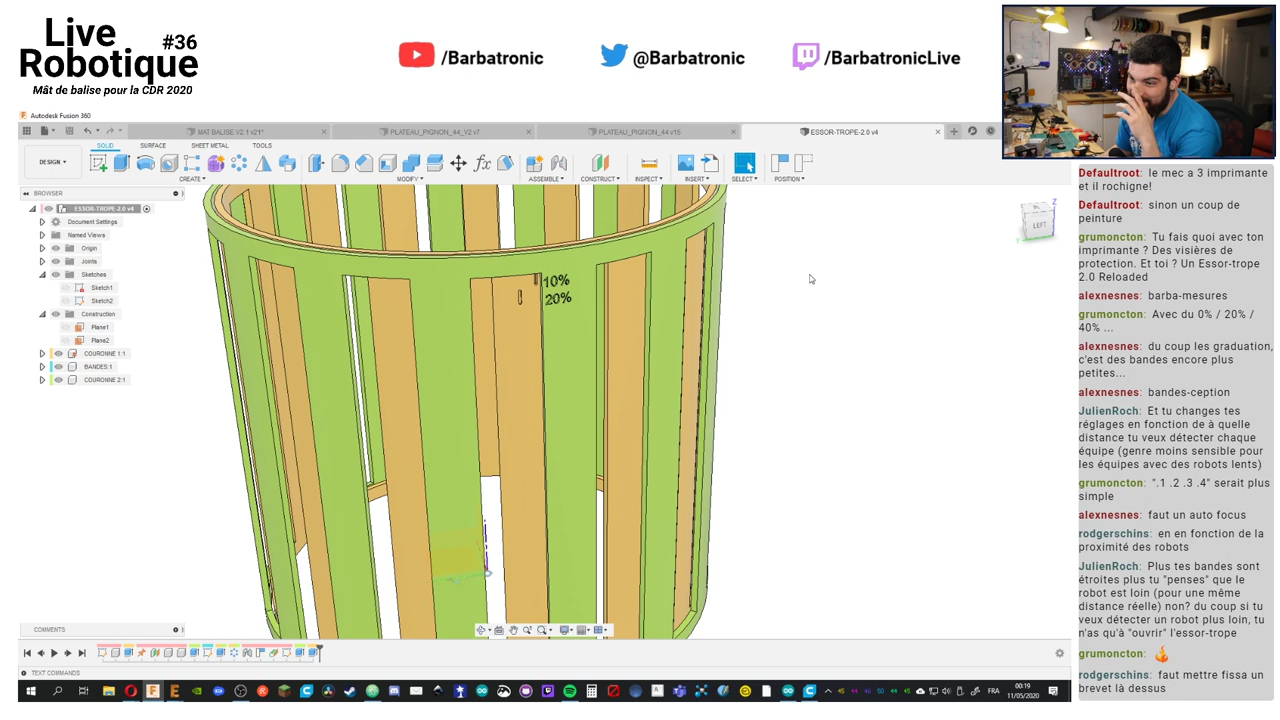 Live
Robotique
#36
Mât de balise pour la CDR 2020
/Barbatronic
@Barbatronic
/BarbatronicLive
Autodesk Fusion 360
MAT BALISE V2.1 v21*
PLATEAU_PIGNON_44_V2 v7
PLATEAU_PIGNON_44 v15
ESSOR-TROPE-2.0 v4
SOLID
SURFACE
SHEET METAL
TOOLS
DESIGN
CREATE
MODIFY
ASSEMBLE
CONSTRUCT
INSPECT
INSERT
SELECT
POSITION
BROWSER
ESSOR-TROPE-2.0 v4
Document Settings
Named Views
Origin
Joints
Sketches
Sketch1
Sketch2
Construction
Plane1
Plane2
COURONNE 1:1
BANDES:1
COURONNE 2:1
10%
20%
LEFT
Z
COMMENTS
TEXT COMMANDS
FRA
00:19
11/05/2020
Defaultroot: le mec a 3 imprimante
et il rochigne!
Defaultroot: sinon un coup de
peinture
grumoncton: Tu fais quoi avec ton
imprimante ? Des visières de
protection. Et toi ? Un Essor-trope
2.0 Reloaded
alexnesnes: barba-mesures
grumoncton: Avec du 0% / 20% /
40% ...
alexnesnes: du coup les graduation,
c'est des bandes encore plus
petites...
alexnesnes: bandes-ception
JulienRoch: Et tu changes tes
réglages en fonction de à quelle
distance tu veux détecter chaque
équipe (genre moins sensible pour
les équipes avec des robots lents)
grumoncton: ".1 .2 .3 .4" serait plus
simple
alexnesnes: faut un auto focus
rodgerschins: en en fonction de la
proximité des robots
JulienRoch: Plus tes bandes sont
étroites plus tu "penses" que le
robot est loin (pour une même
distance réelle) non? du coup si tu
veux détecter un robot plus loin, tu
n'as qu'à "ouvrir" l'essor-trope
grumoncton: 🔥
rodgerschins: faut mettre fissa un
brevet là dessus